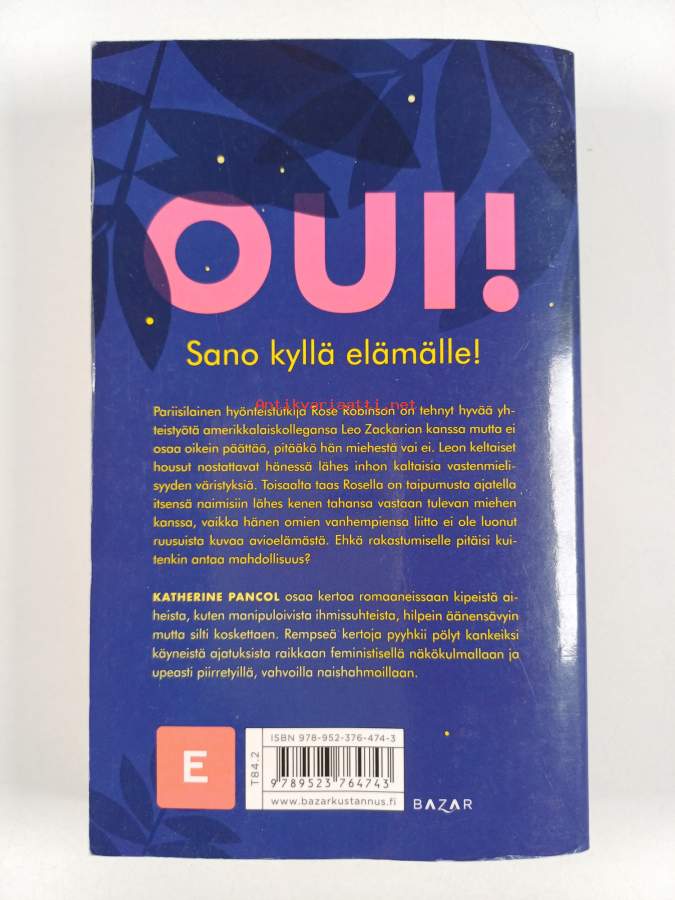 OUI!
Sano kyllä elämälle!
Antikvariaatti.net
Pariisilainen hyönteistutkija Rose Robinson on tehnyt hyvää yh-
teistyötä amerikkalaiskollegansa Leo Zackarian kanssa mutta ei
osaa oikein päättää, pitääkö hän miehestä vai ei. Leon keltaiset
housut nostattavat hänessä lähes inhon kaltaisia vastenmieli-
syyden väristyksiä. Toisaalta taas Rosella on taipumusta ajatella
itsensä naimisiin lähes kenen tahansa vastaan tulevan miehen
kanssa, vaikka hänen omien vanhempiensa liitto ei ole luonut
ruusuista kuvaa avioelämästä. Ehkä rakastumiselle pitäisi kui-
tenkin antaa mahdollisuus?
KATHERINE PANCOL osaa kertoa romaaneissaan kipeistä ai-
heista, kuten manipuloivista ihmissuhteista, hilpein äänensävyin
mutta silti koskettaen. Rempseä kertoja pyyhkii pölyt kankeiksi
käyneistä ajatuksista raikkaan feministisellä näkökulmallaan ja
upeasti piirretyillä, vahvoilla naishahmoillaan.
E
T84.2
ISBN 978-952-376-474-3
9 789523 764743
www.bazarkustannus.fi
BAZAR